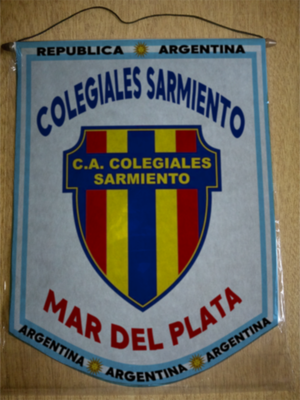 REPUBLICA ARGENTINA
COLEGIALES SARMIENTO
C.A. COLEGIALES
SARMIENTO
MAR DEL PLATA
ARGENTINA ARGENTINA ARGENTINA